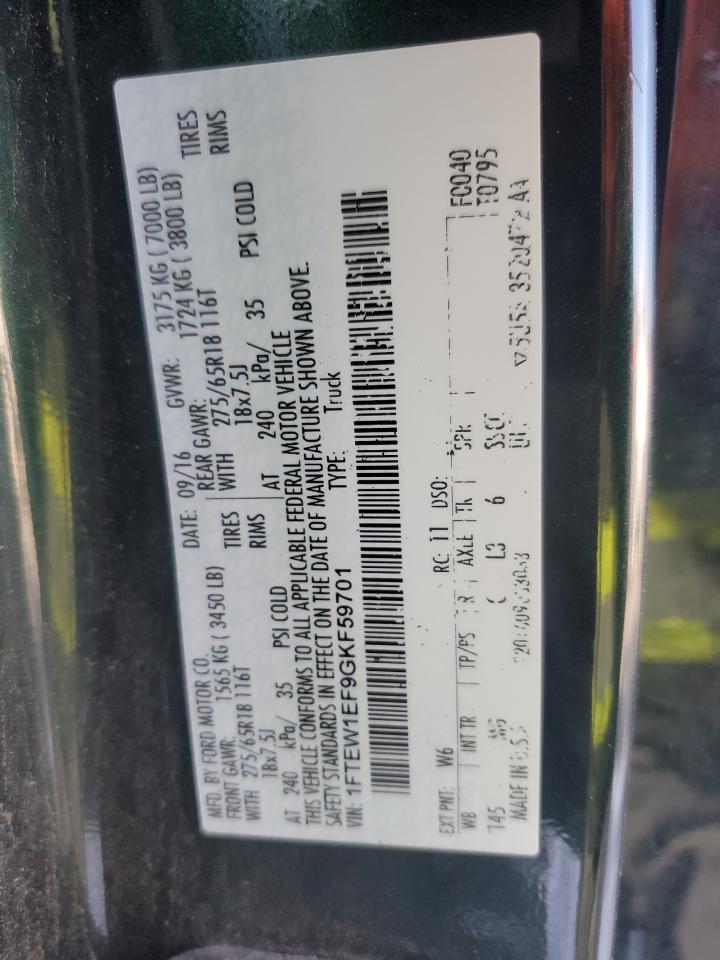 MFD. BY FORD MOTOR CO. DATE: 09/16 GVWR: 3175 KG ( 7000 LB)
FRONT GAWR: 1565 KG ( 3450 LB) REAR GAWR: 1724 KG ( 3800 LB)
WITH 275/65R18 116T TIRES WITH 275/65R18 116T TIRES
18x7.5J RIMS 18x7.5J RIMS
AT 240 kPa/ 35 PSI COLD AT 240 kPa/ 35 PSI COLD
THIS VEHICLE CONFORMS TO ALL APPLICABLE FEDERAL MOTOR VEHICLE
SAFETY STANDARDS IN EFFECT ON THE DATE OF MANUFACTURE SHOWN ABOVE.
VIN: 1FTEW1EF9GKF59701 TYPE: Truck
EXT PNT: W6 RC: 11 DSO: FC040
WB INT TR TP/PS R AXLE TR SPR T0795
145 L3 6
MADE IN U.S.A